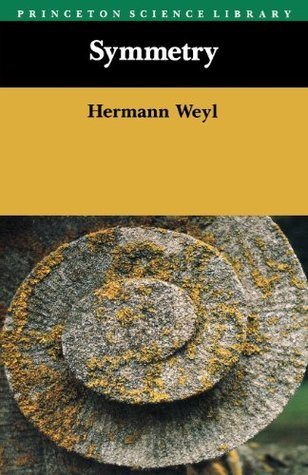 PRINCETON SCIENCE LIBRARY
Symmetry
Hermann Weyl